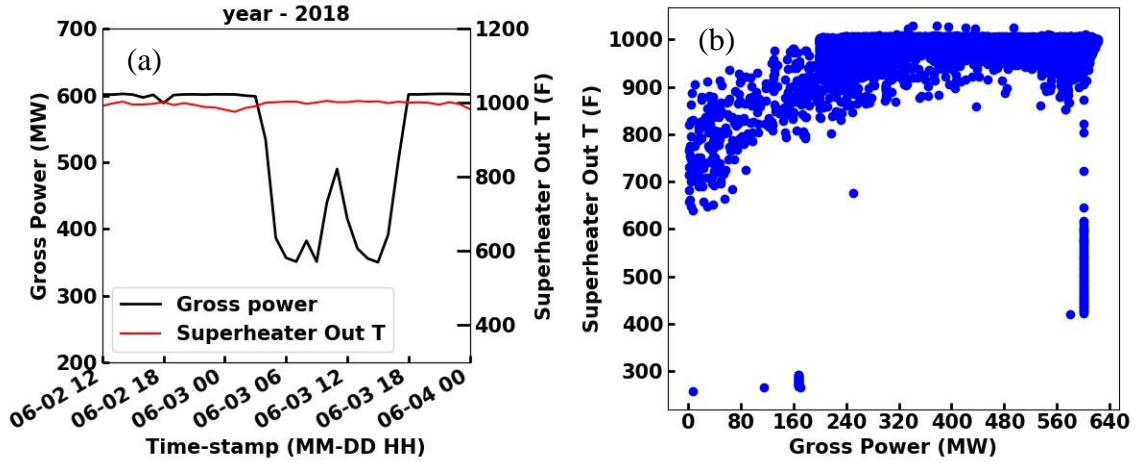 year - 2018
(a)
700
600
500
400
300
200
Gross Power (MW)
1200
1000
800
600
400
Superheater Out T (F)
Gross power
Superheater Out T
06-02 12
06-02 18
06-03 00
06-03 06
06-03 12
06-03 18
06-04 00
Time-stamp (MM-DD HH)
(b)
1000
900
800
700
600
500
400
300
Superheater Out T (F)
0 80 160 240 320 400 480 560 640
Gross Power (MW)